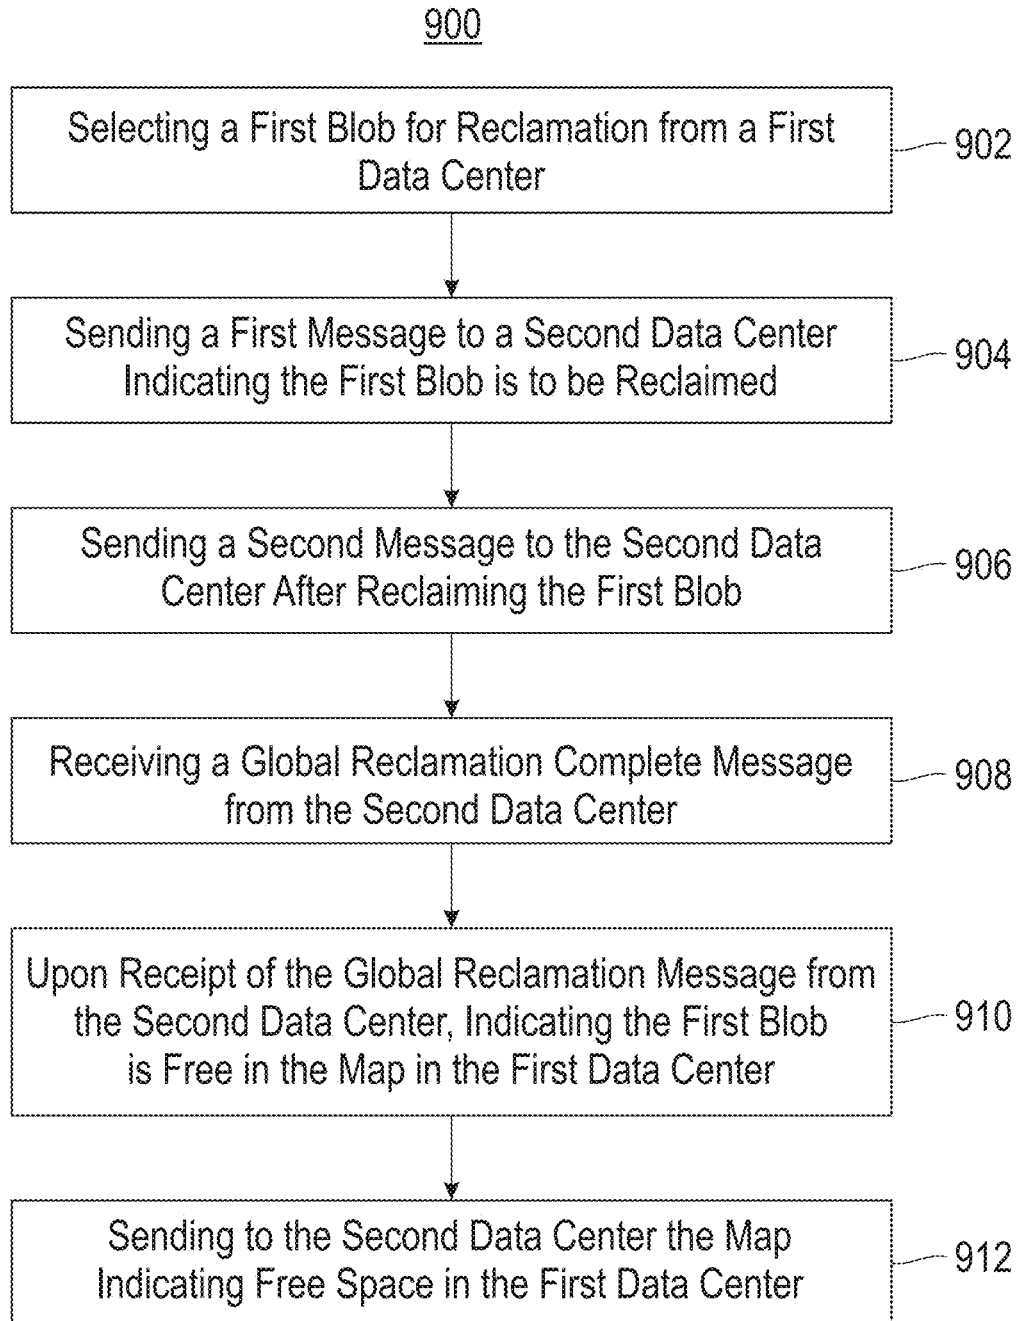 900
Selecting a First Blob for Reclamation from a First
Data Center
902
Sending a First Message to a Second Data Center
Indicating the First Blob is to be Reclaimed
904
Sending a Second Message to the Second Data
Center After Reclaiming the First Blob
906
Receiving a Global Reclamation Complete Message
from the Second Data Center
908
Upon Receipt of the Global Reclamation Message from
the Second Data Center, Indicating the First Blob
is Free in the Map in the First Data Center
910
Sending to the Second Data Center the Map
Indicating Free Space in the First Data Center
912